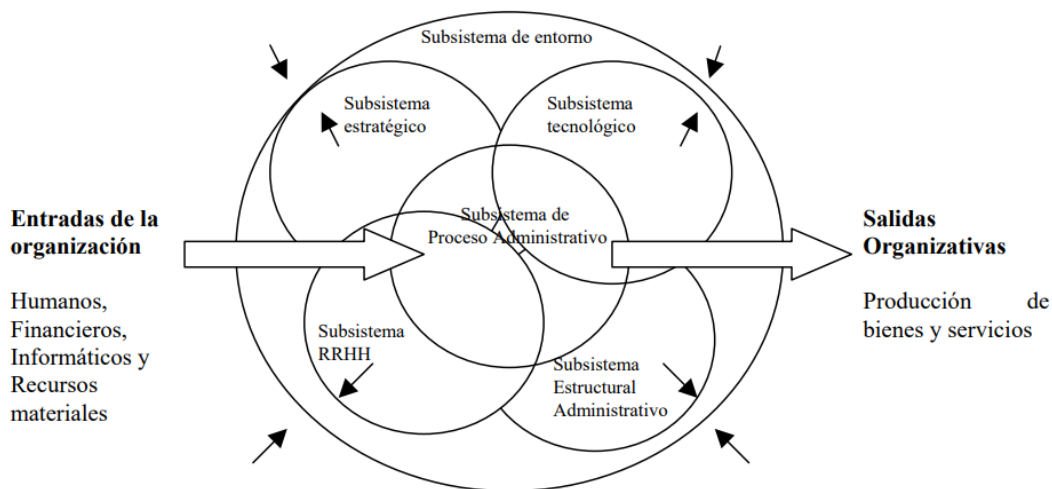 Subsistema de entorno
Subsistema
estratégico
Subsistema
tecnológico
Entradas de la
organización
Humanos,
Financieros,
Informáticos y
Recursos
materiales
Subsistema de
Proceso Administrativo
Subsistema
RRHH
Subsistema
Estructural
Administrativo
Salidas
Organizativas
Producción de
bienes y servicios